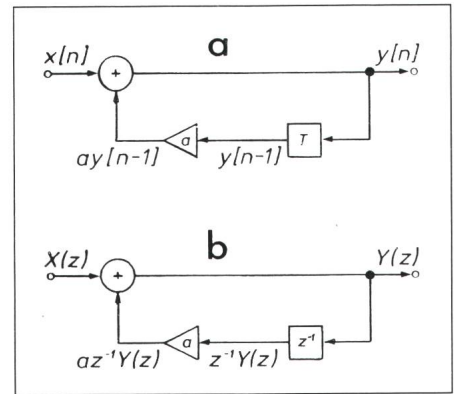 a
x[n] + y[n]
ay[n-1] a y[n-1] T
b
X(z) + Y(z)
az⁻¹Y(z) a z⁻¹Y(z) z⁻¹